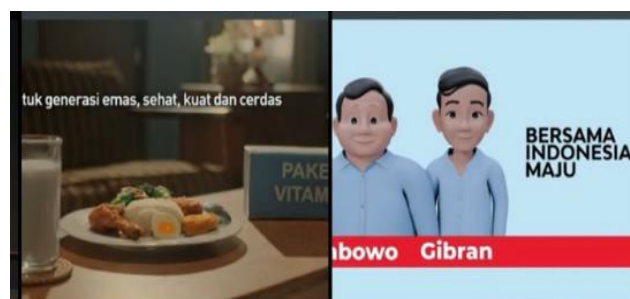 tuk generasi emas, sehat, kuat dan cerdas
PAKE
VITAM
BERSAMA
INDONESIA
MAJU
bowo Gibran